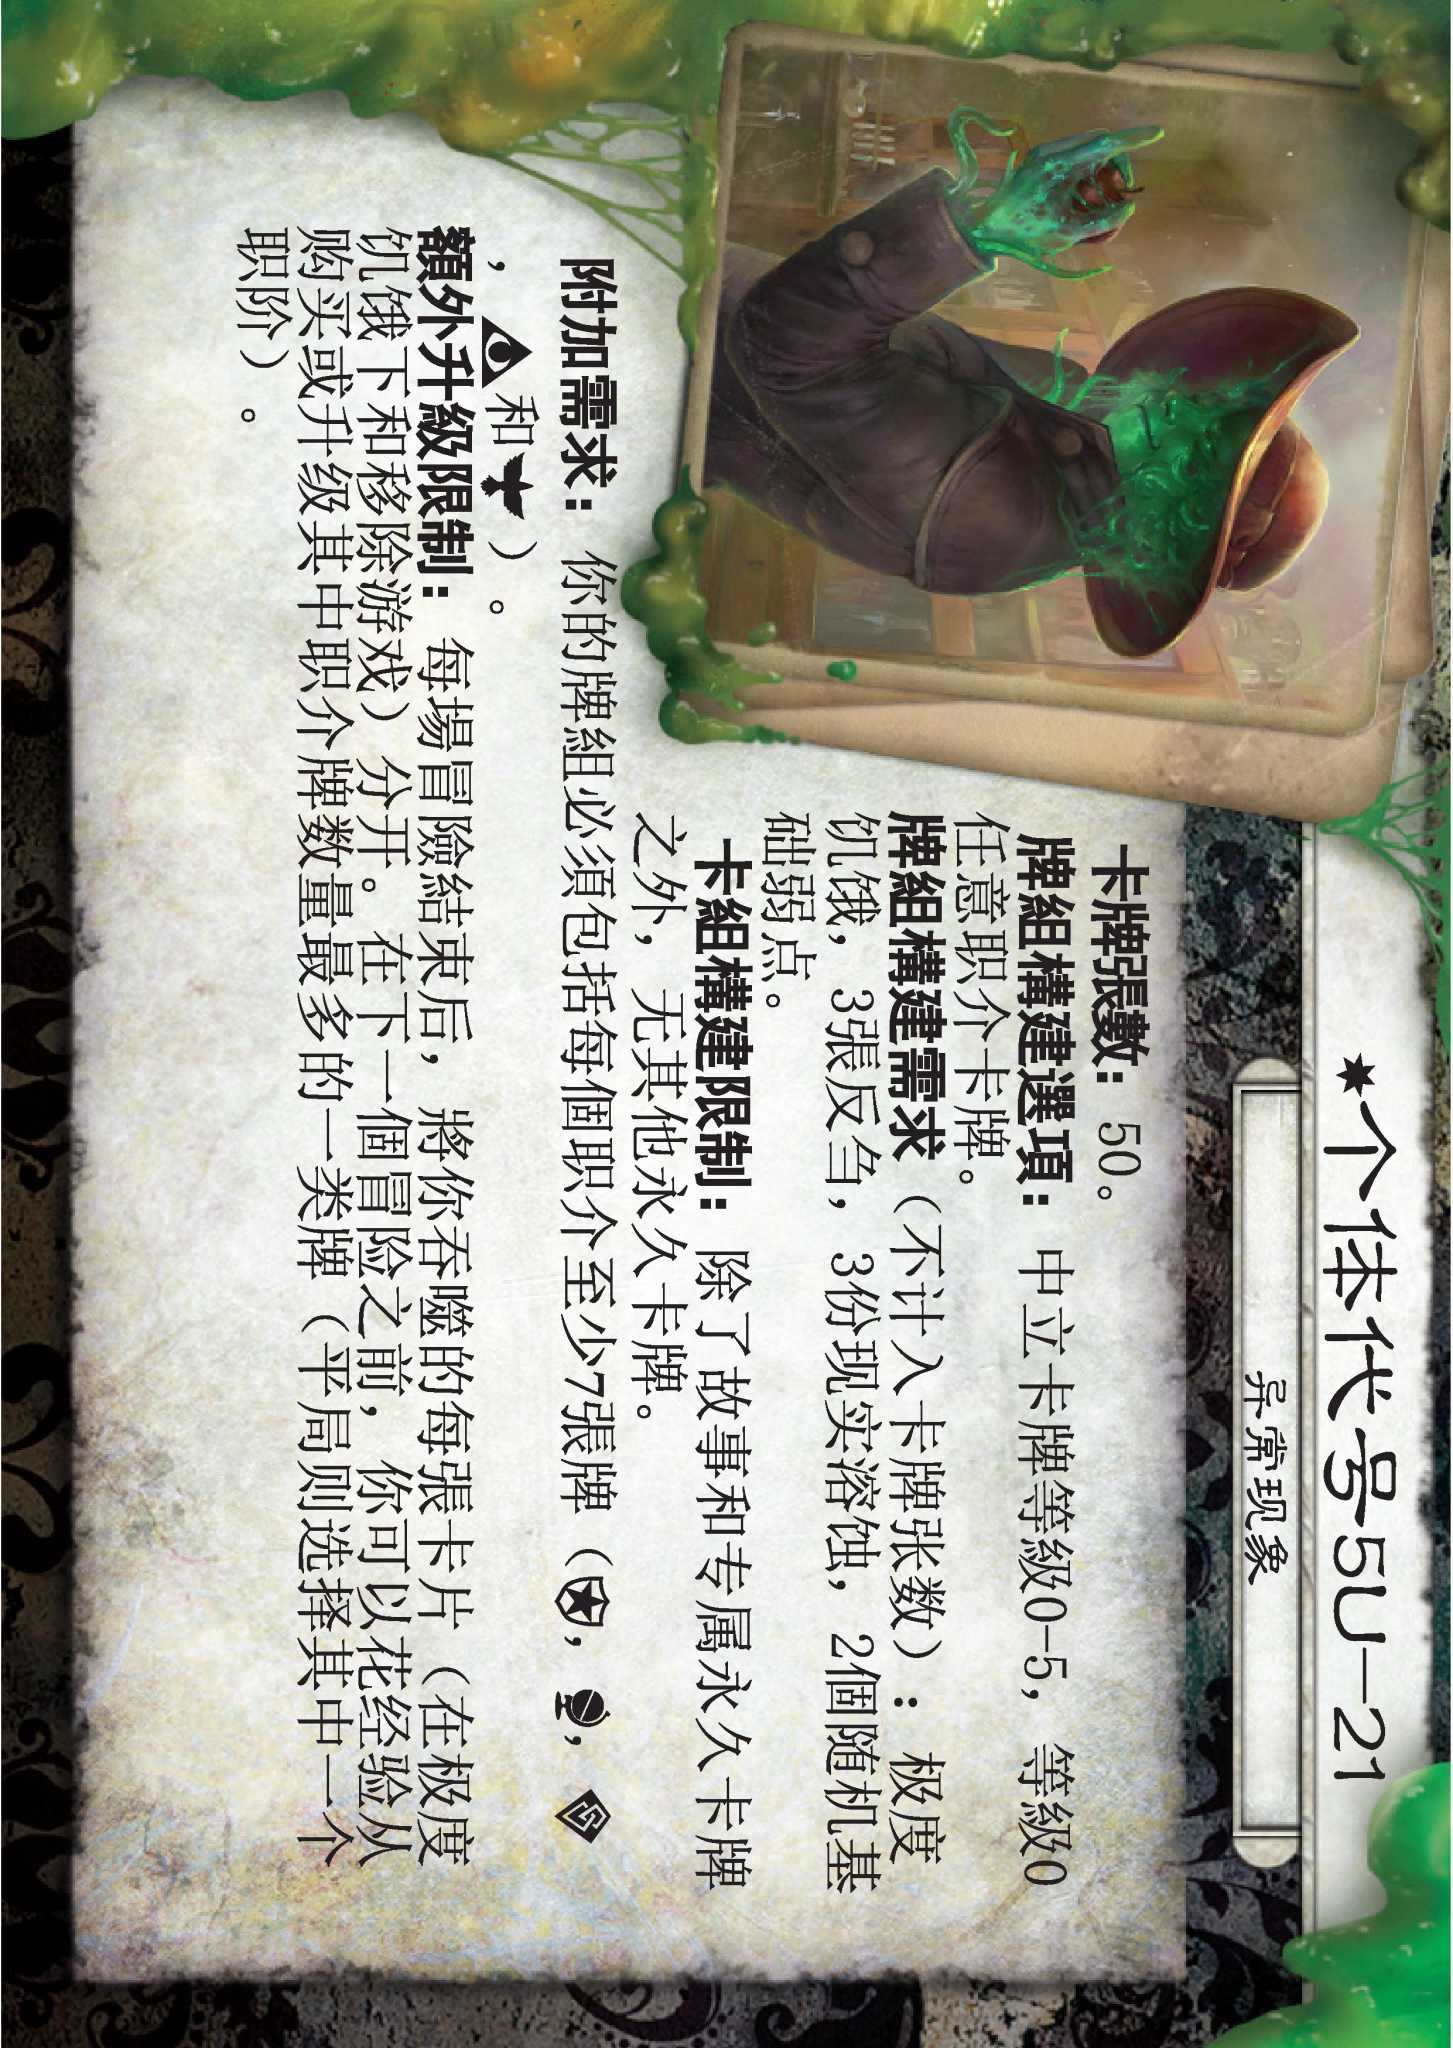 个体代号5U-21
异常现象
卡牌張數：50。
牌組構建選項：中立卡牌等級0-5，等級0
任意职介卡牌。
牌組構建需求（不计入卡牌张数）：极度
饥饿，3張反刍，3份现实溶蚀，2個随机基
础弱点。
卡組構建限制：除了故事和专属永久卡牌
之外，无其他永久卡牌。
附加需求：你的牌組必須包括每個职介至少7張牌（，，
，和）。
額外升級限制：每場冒險結束后，將你吞噬的每張卡片（在极度
饥饿下和移除游戏）分开。在下一個冒险之前，你可以花经验从
购买或升级其中职介牌数量最多的一类牌（平局则选择其中一个
职阶）。